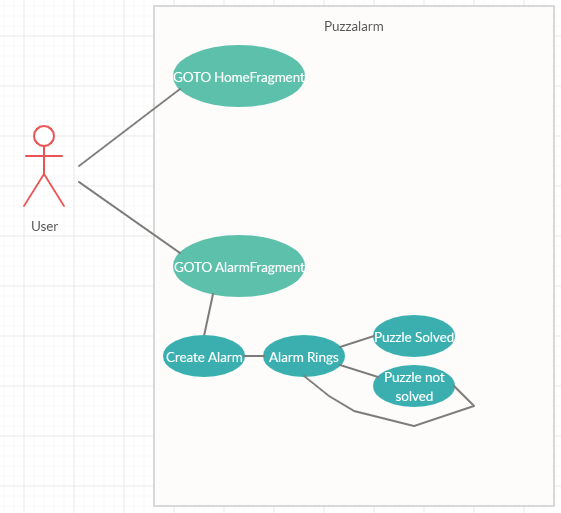 Puzzalarm
GOTO HomeFragment
User
GOTO AlarmFragment
Create Alarm
Alarm Rings
Puzzle Solved
Puzzle not
solved